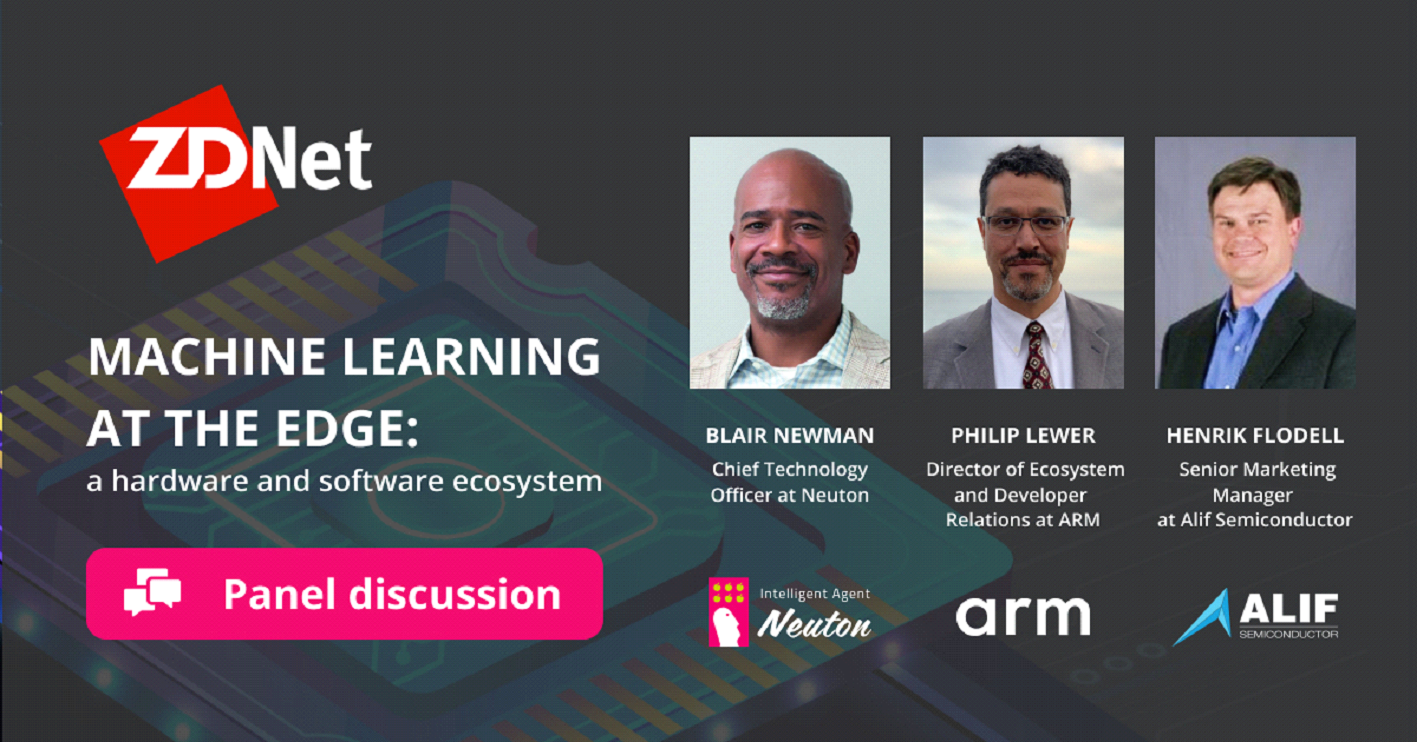 ZDNet
MACHINE LEARNING
AT THE EDGE:
a hardware and software ecosystem
Panel discussion
BLAIR NEWMAN
Chief Technology
Officer at Neuton
Intelligent Agent
Neuton
PHILIP LEWER
Director of Ecosystem
and Developer
Relations at ARM
arm
HENRIK FLODELL
Senior Marketing
Manager
at Alif Semiconductor
ALIF
SEMICONDUCTOR